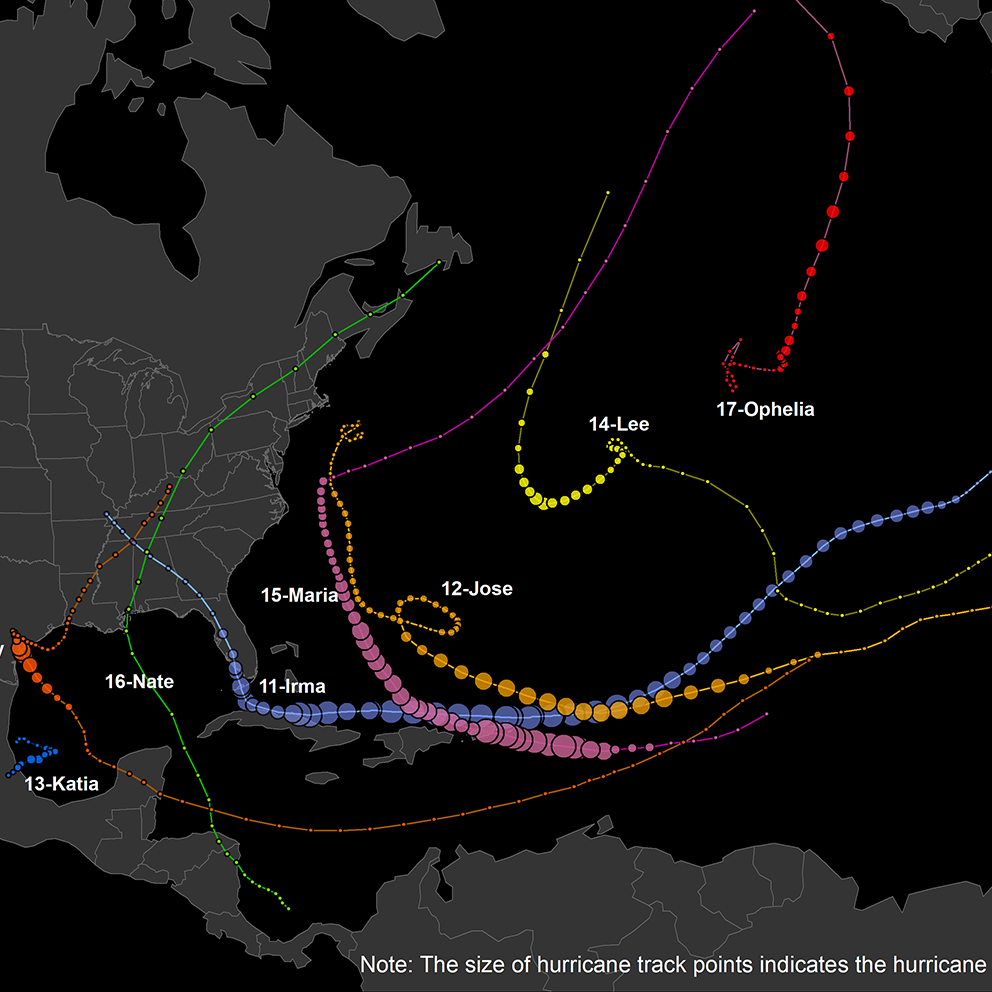 17-Ophelia
14-Lee
12-Jose
15-Maria
16-Nate
11-Irma
13-Katia
Note: The size of hurricane track points indicates the hurricane